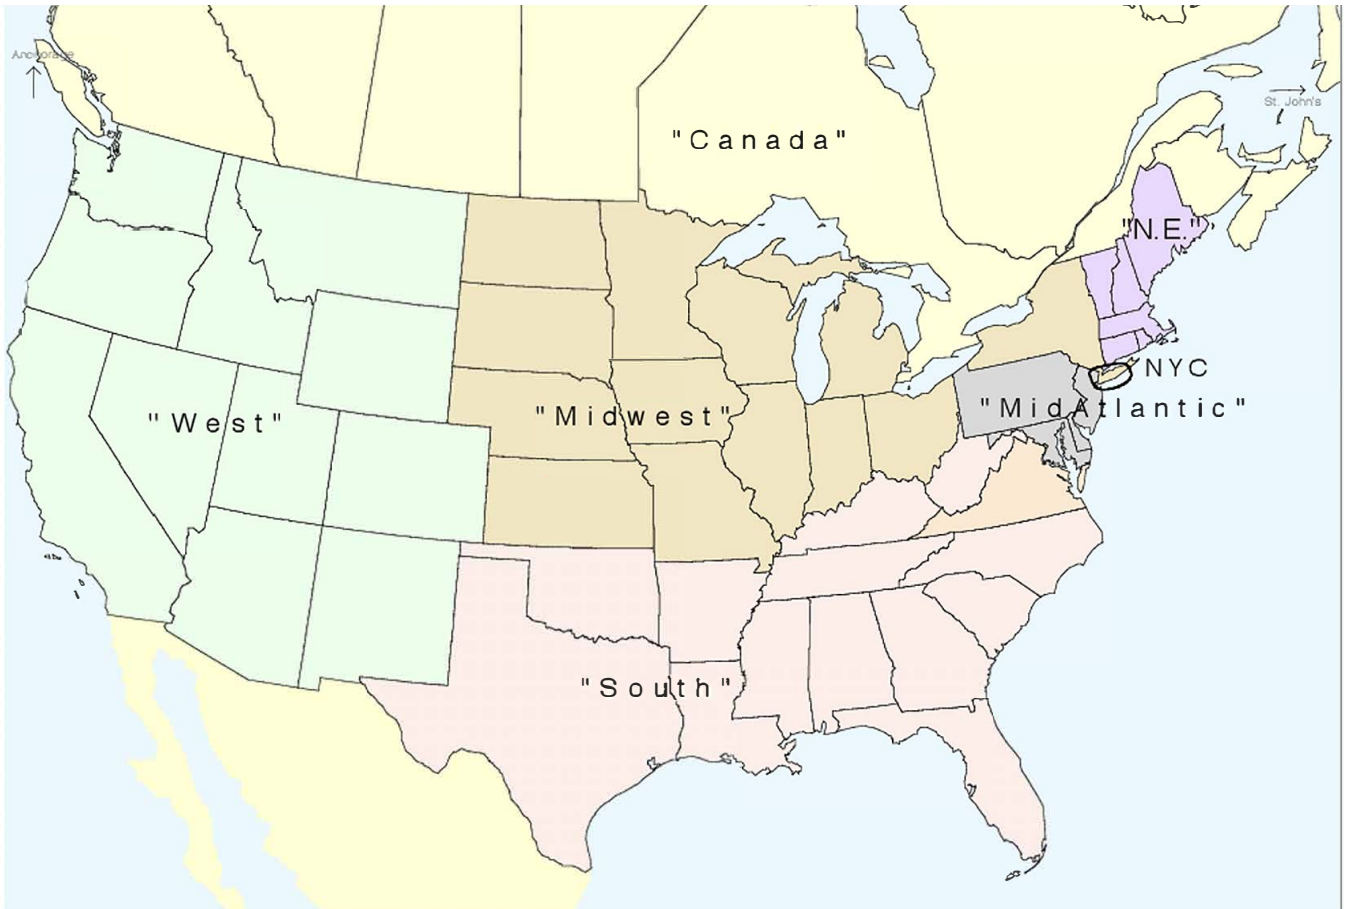 Anchorage
"Canada"
St. John's
"N.E."
NYC
"MidAtlantic"
"Midwest"
"West"
"South"